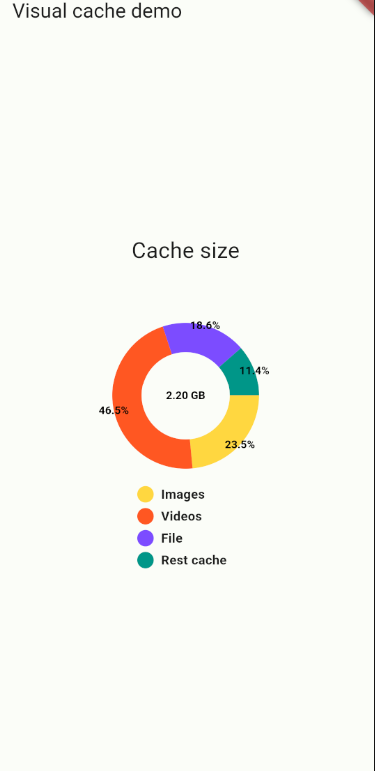 Visual cache demo
Cache size
18.6%
11.4%
2.20 GB
46.5%
23.5%
Images
Videos
File
Rest cache